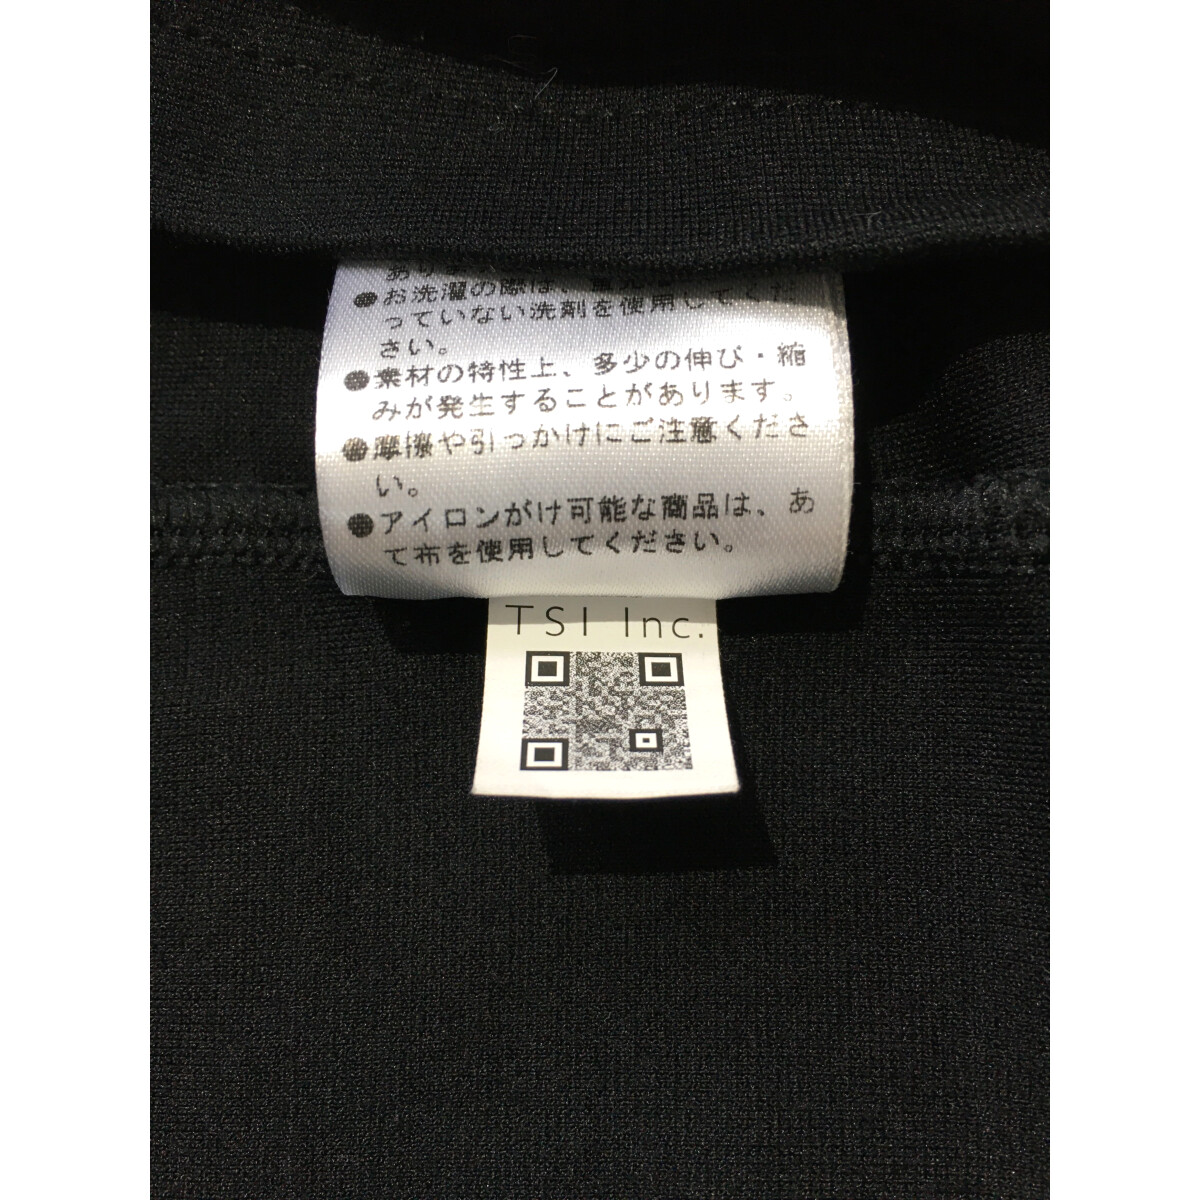 あり
●お洗濯の際は、
っていない洗剤を使用してくだ
さい。
●素材の特性上、多少の伸び・縮
みが発生することがあります。
●摩擦や引っかけにご注意くださ
い。
●アイロンがけ可能な商品は、あ
て布を使用してください。
TSI Inc.